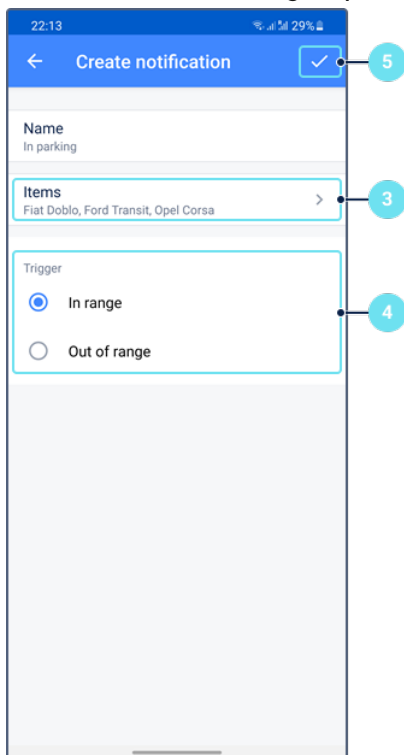 22:13 29%
Create notification
5
Name
In parking
Items
Fiat Doblo, Ford Transit, Opel Corsa
3
Trigger
In range
4
Out of range